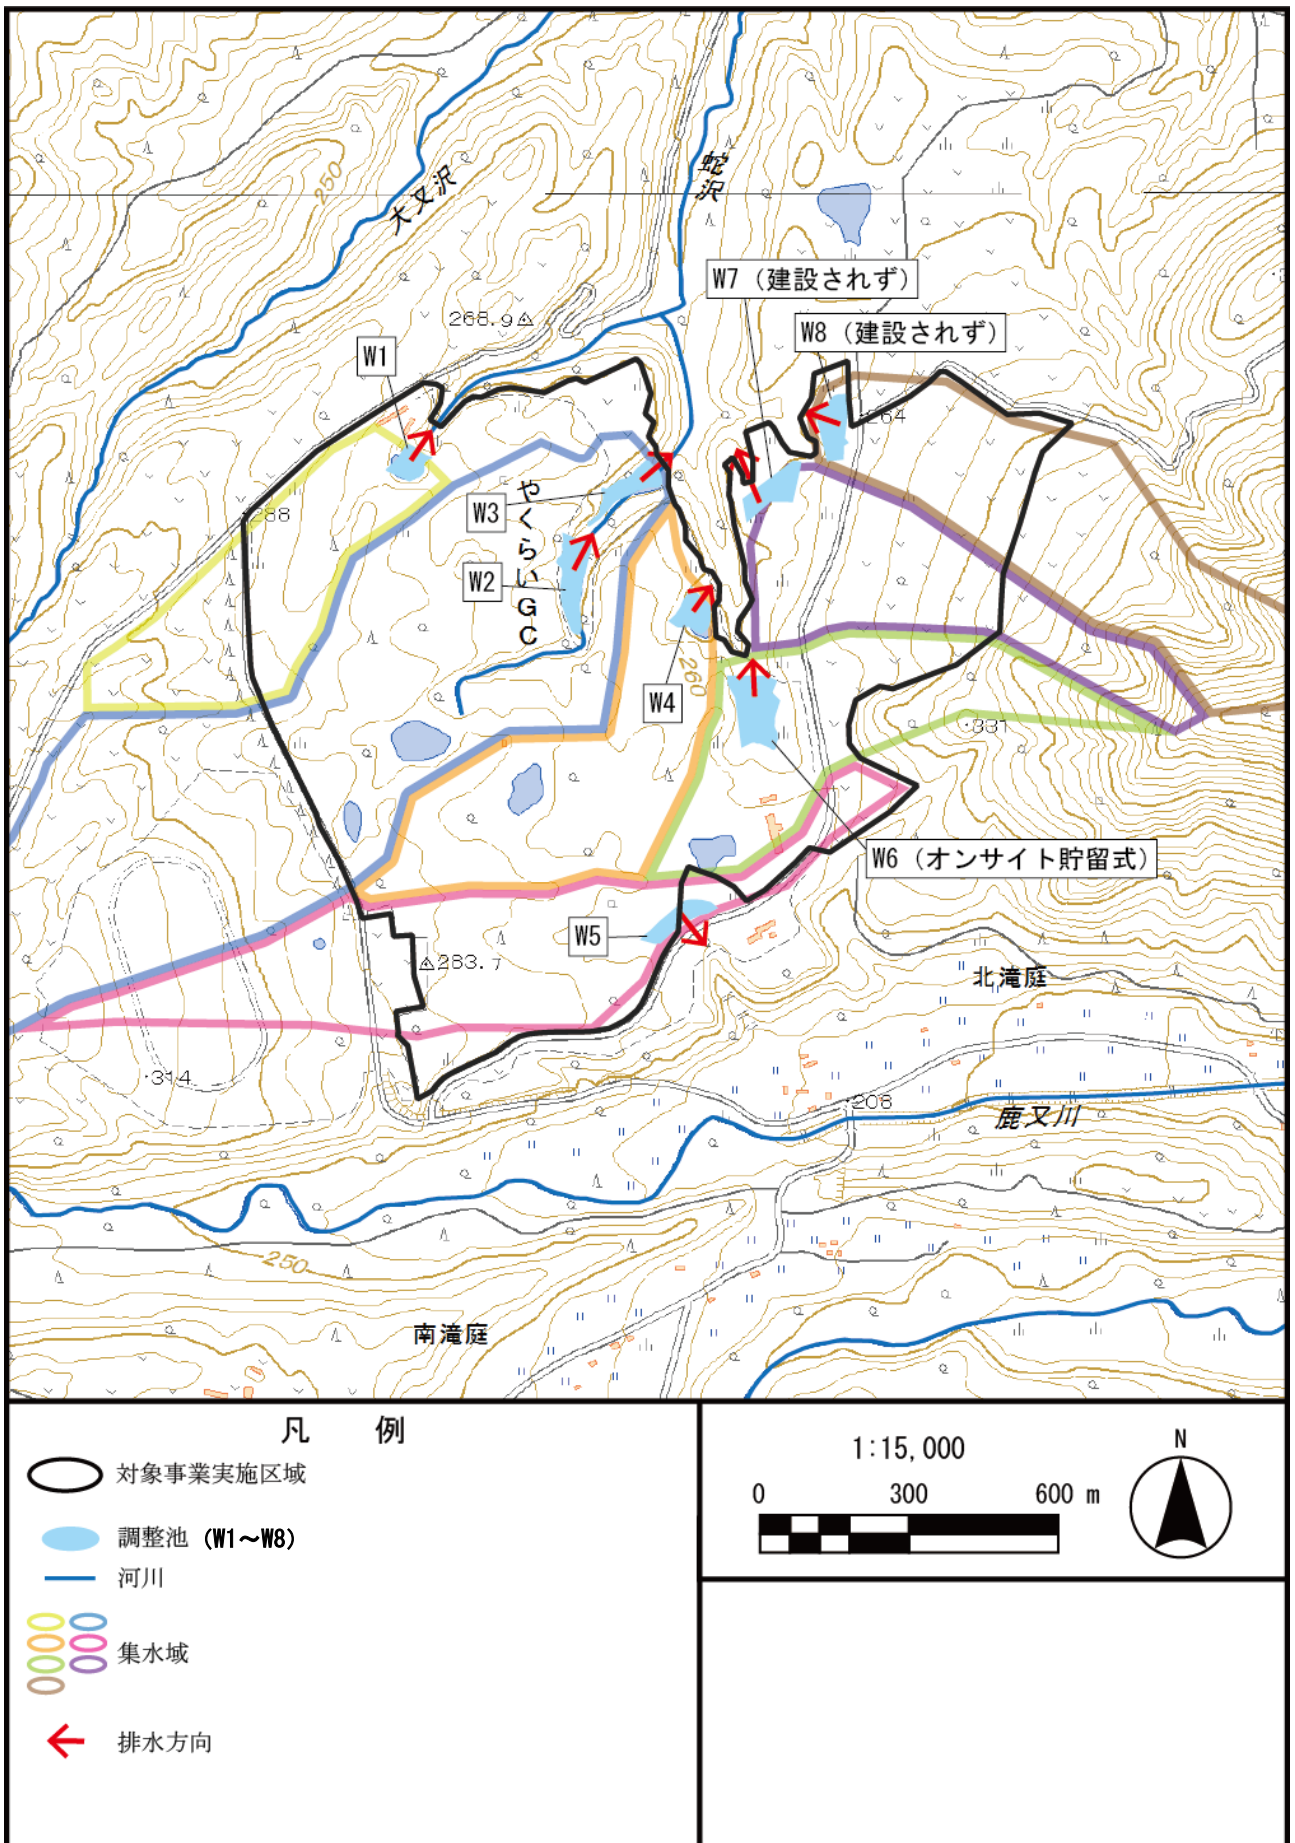 250
大又沢
蛇沢
W7 (建設されず)
268.9
W8 (建設されず)
W1
264
288
W3
やくらいGC
W2
260
W4
331
W6 (オンサイト貯留式)
W5
283.7
北滝庭
314
208
鹿又川
250
南滝庭
凡 例
対象事業実施区域
調整池 (W1～W8)
河川
集水域
排水方向
1:15,000
0 300 600 m
N